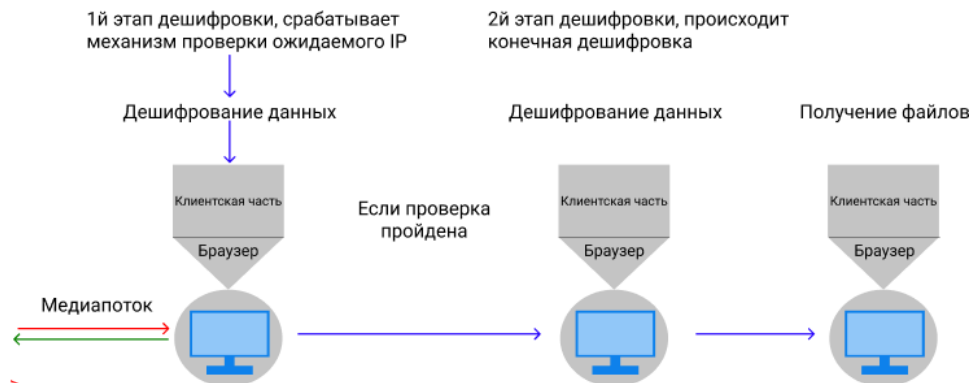 1й этап дешифровки, срабатывает
механизм проверки ожидаемого IP
2й этап дешифровки, происходит
конечная дешифровка
Дешифрование данных
Дешифрование данных
Получение файлов
Клиентская часть
Клиентская часть
Клиентская часть
Если проверка
пройдена
Браузер
Браузер
Браузер
Медиапоток